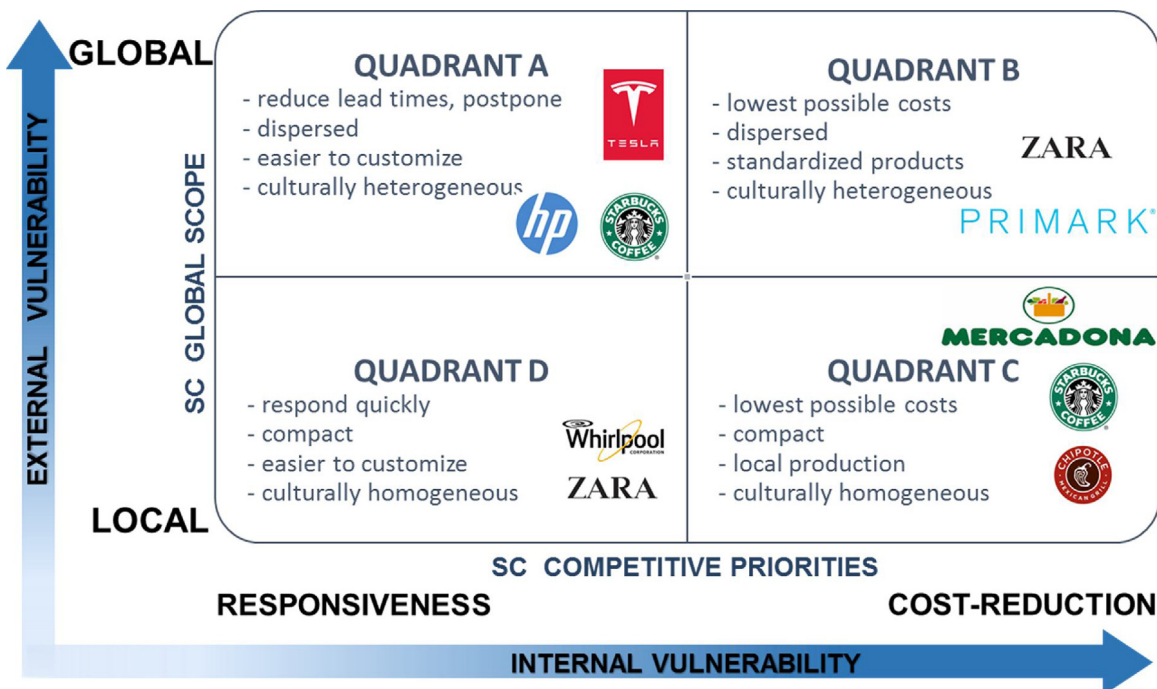 GLOBAL
EXTERNAL VULNERABILITY
SC GLOBAL SCOPE
LOCAL
QUADRANT A
- reduce lead times, postpone
- dispersed
- easier to customize
- culturally heterogeneous
TESLA
hp
STARBUCKS
COFFEE
QUADRANT B
- lowest possible costs
- dispersed
- standardized products
- culturally heterogeneous
ZARA
PRIMARK®
QUADRANT D
- respond quickly
- compact
- easier to customize
- culturally homogeneous
Whirlpool
CORPORATION
ZARA
MERCADONA
QUADRANT C
- lowest possible costs
- compact
- local production
- culturally homogeneous
STARBUCKS
COFFEE
CHIPOTLE
MEXICAN GRILL
SC COMPETITIVE PRIORITIES
RESPONSIVENESS
COST-REDUCTION
INTERNAL VULNERABILITY